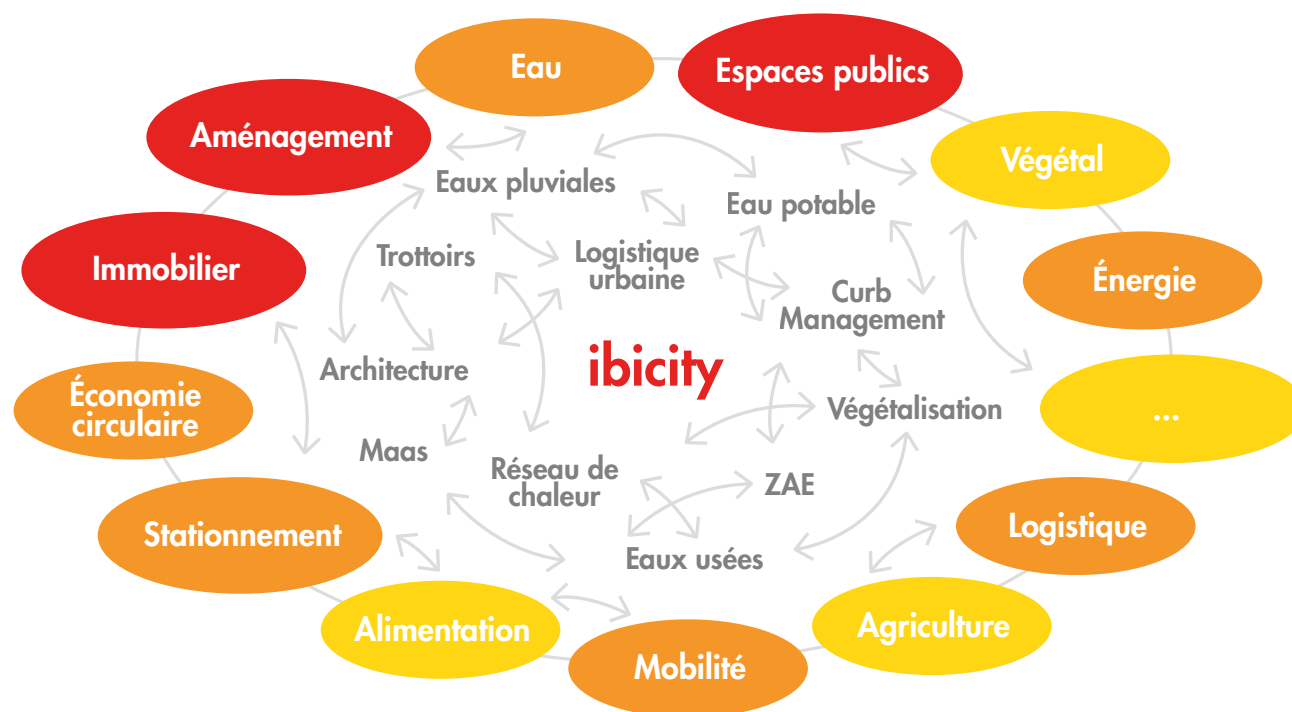 Eau
Espaces publics
Aménagement
Végétal
Eaux pluviales
Eau potable
Immobilier
Trottoirs
Logistique
urbaine
Énergie
Curb
Management
ibicity
Architecture
Économie
circulaire
Végétalisation
...
Maas
Réseau de
chaleur
ZAE
Stationnement
Logistique
Eaux usées
Alimentation
Agriculture
Mobilité